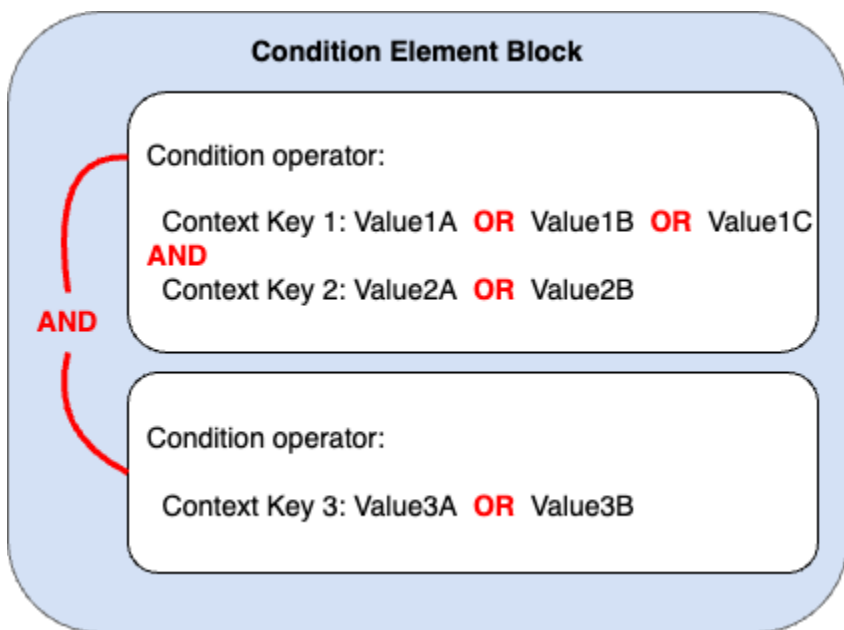 Condition Element Block
Condition operator:
Context Key 1: Value1A OR Value1B OR Value1C
AND
Context Key 2: Value2A OR Value2B
AND
Condition operator:
Context Key 3: Value3A OR Value3B